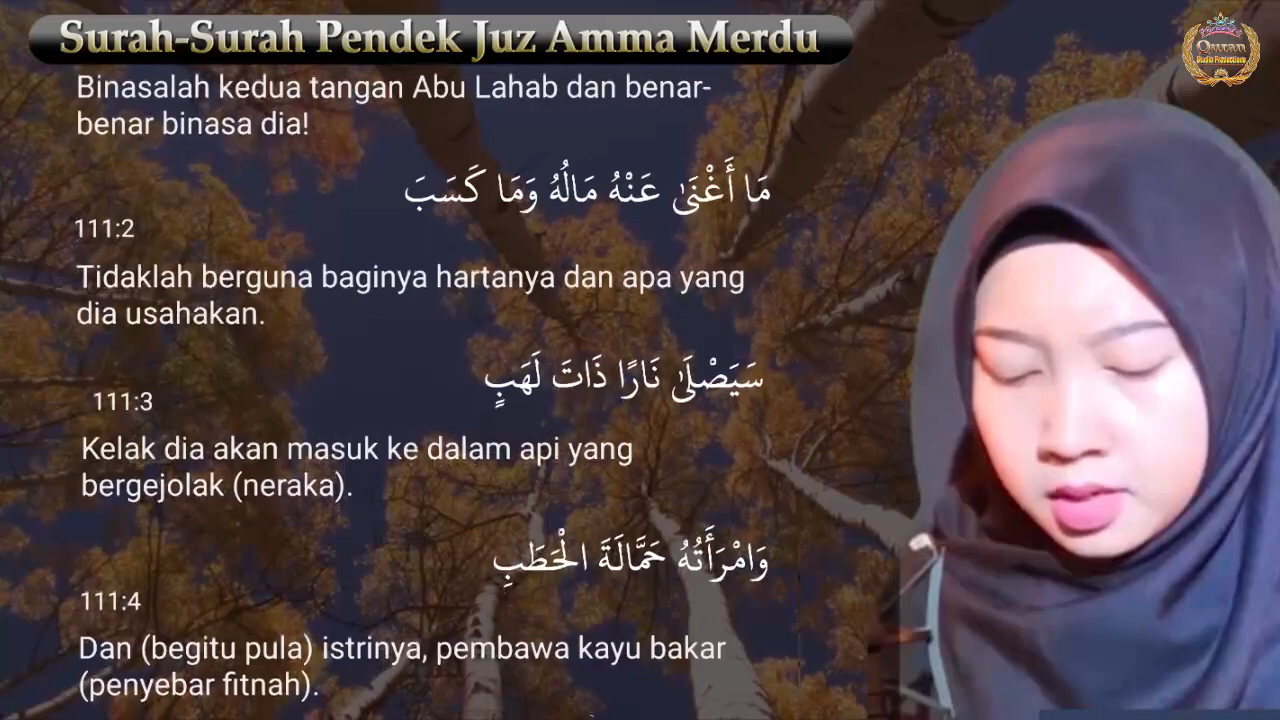 Surah-Surah Pendek Juz Amma Merdu
Quran
Studio Productions
Binasalah kedua tangan Abu Lahab dan benar-
benar binasa dia!
مَا أَغْنَىٰ عَنْهُ مَالُهُ وَمَا كَسَبَ
111:2
Tidaklah berguna baginya hartanya dan apa yang
dia usahakan.
سَيَصْلَىٰ نَارًا ذَاتَ لَهَبٍ
111:3
Kelak dia akan masuk ke dalam api yang
bergejolak (neraka).
وَامْرَأَتُهُ حَمَّالَةَ الْحَطَبِ
111:4
Dan (begitu pula) istrinya, pembawa kayu bakar
(penyebar fitnah).